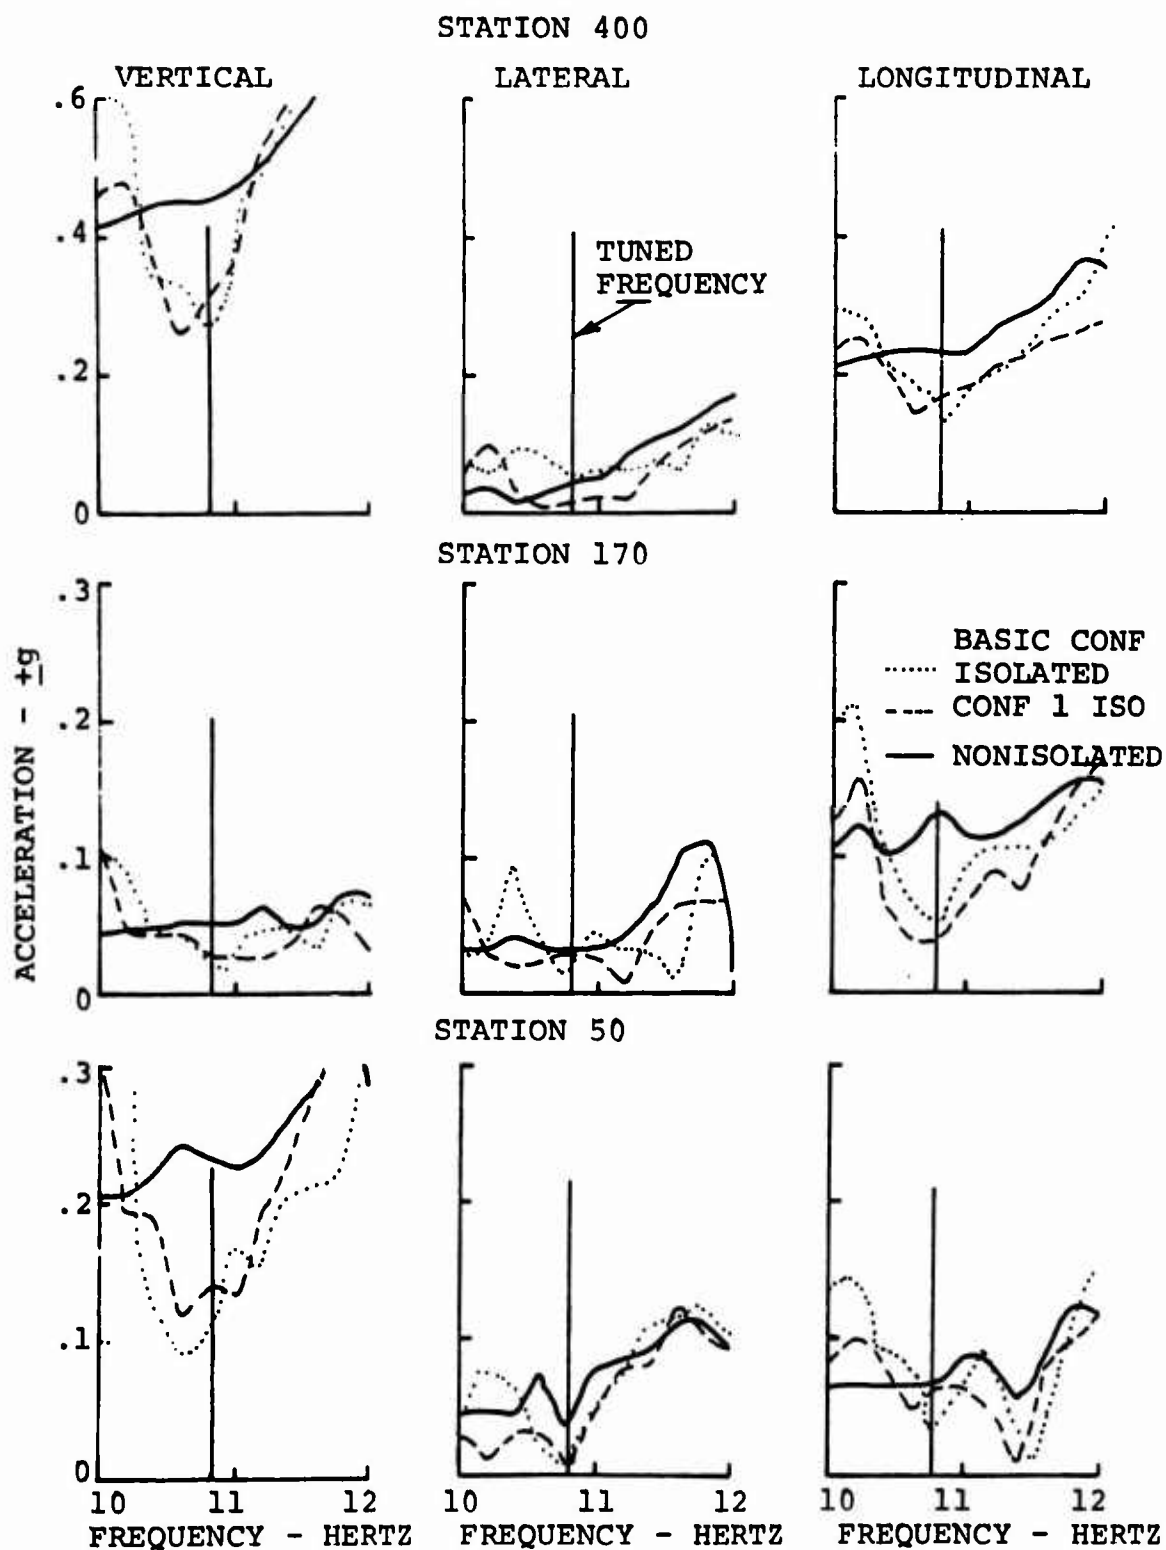 STATION 400
VERTICAL
LATERAL
LONGITUDINAL
.6
.4
.2
0
TUNED
FREQUENCY
STATION 170
ACCELERATION - ±g
.3
.2
.1
0
BASIC CONF
ISOLATED
CONF 1 ISO
NONISOLATED
STATION 50
.3
.2
.1
0
10 11 12
FREQUENCY - HERTZ
10 11 12
FREQUENCY - HERTZ
10 11 12
FREQUENCY - HERTZ